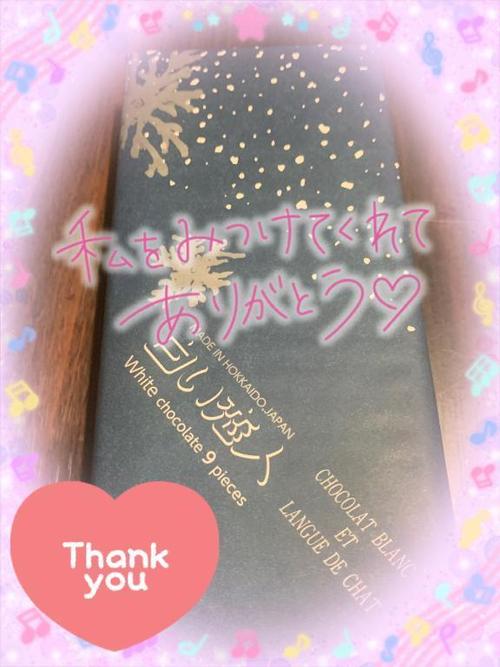 私をみつけてくれて
ありがとう♡
MADE IN HOKKAIDO, JAPAN
白い恋人
White chocolate 9 pieces
CHOCOLAT BLANC
ET
LANGUE DE CHAT
Thank
you